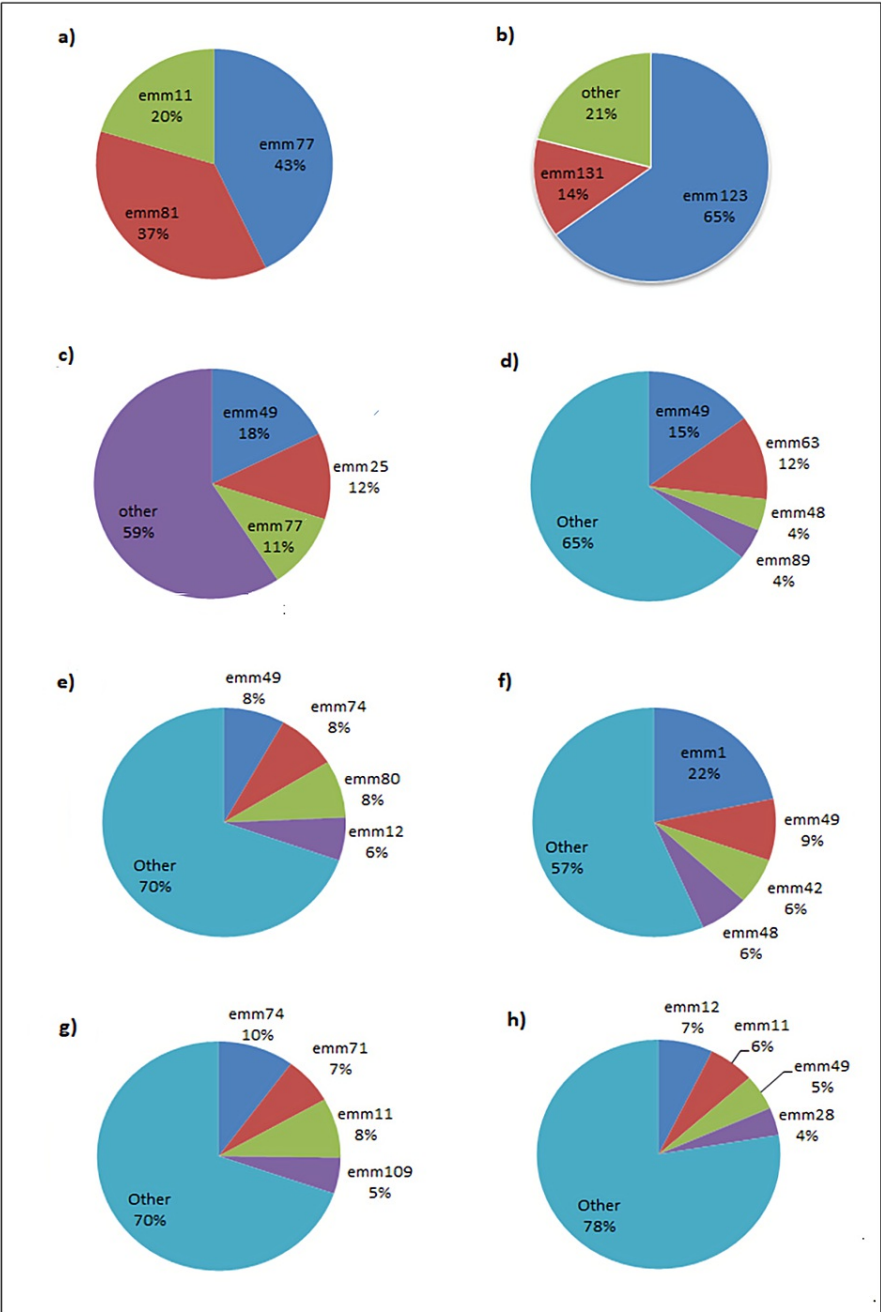 a)
emm11
20%
emm77
43%
emm81
37%
b)
other
21%
emm131
14%
emm123
65%
c)
emm49
18%
emm25
12%
emm77
11%
other
59%
d)
emm49
15%
emm63
12%
emm48
4%
emm89
4%
Other
65%
e)
emm49
8%
emm74
8%
emm80
8%
emm12
6%
Other
70%
f)
emm1
22%
emm49
9%
emm42
6%
emm48
6%
Other
57%
g)
emm74
10%
emm71
7%
emm11
8%
emm109
5%
Other
70%
h)
emm12
7%
emm11
6%
emm49
5%
emm28
4%
Other
78%